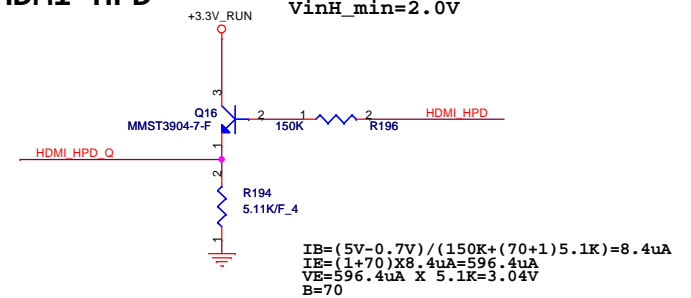 HDMI HPD
VinH_min=2.0V
+3.3V_RUN
3
Q16
MMST3904-7-F
2
150K
1
2
R196
HDMI_HPD
1
HDMI_HPD_Q
2
R194
5.11K/F_4
1
IB=(5V-0.7V)/(150K+(70+1)5.1K)=8.4uA
IE=(1+70)X8.4uA=596.4uA
VE=596.4uA X 5.1K=3.04V
B=70